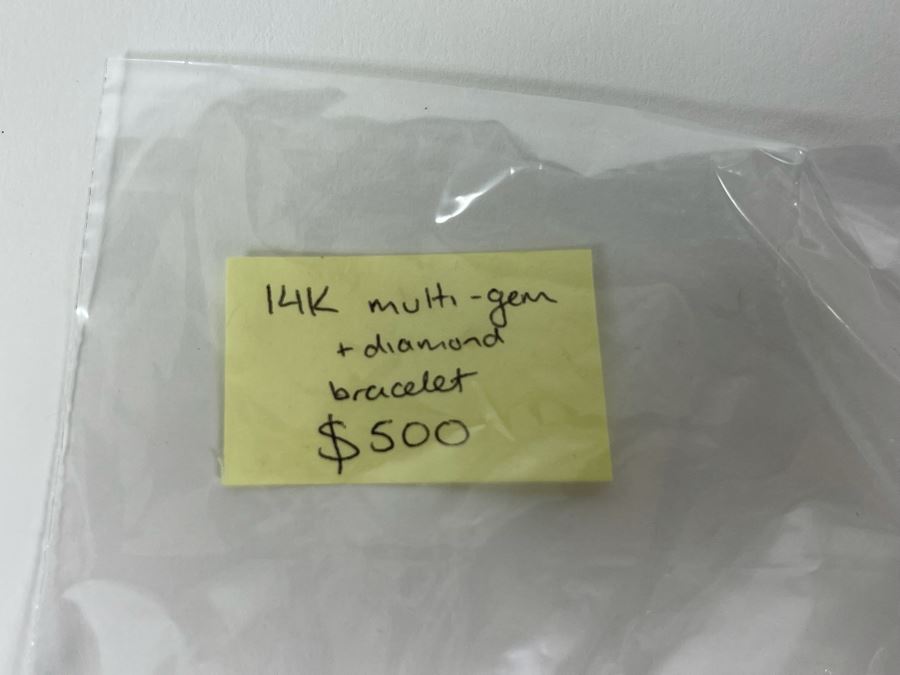 14K multi-gem
+ diamond
bracelet
$500